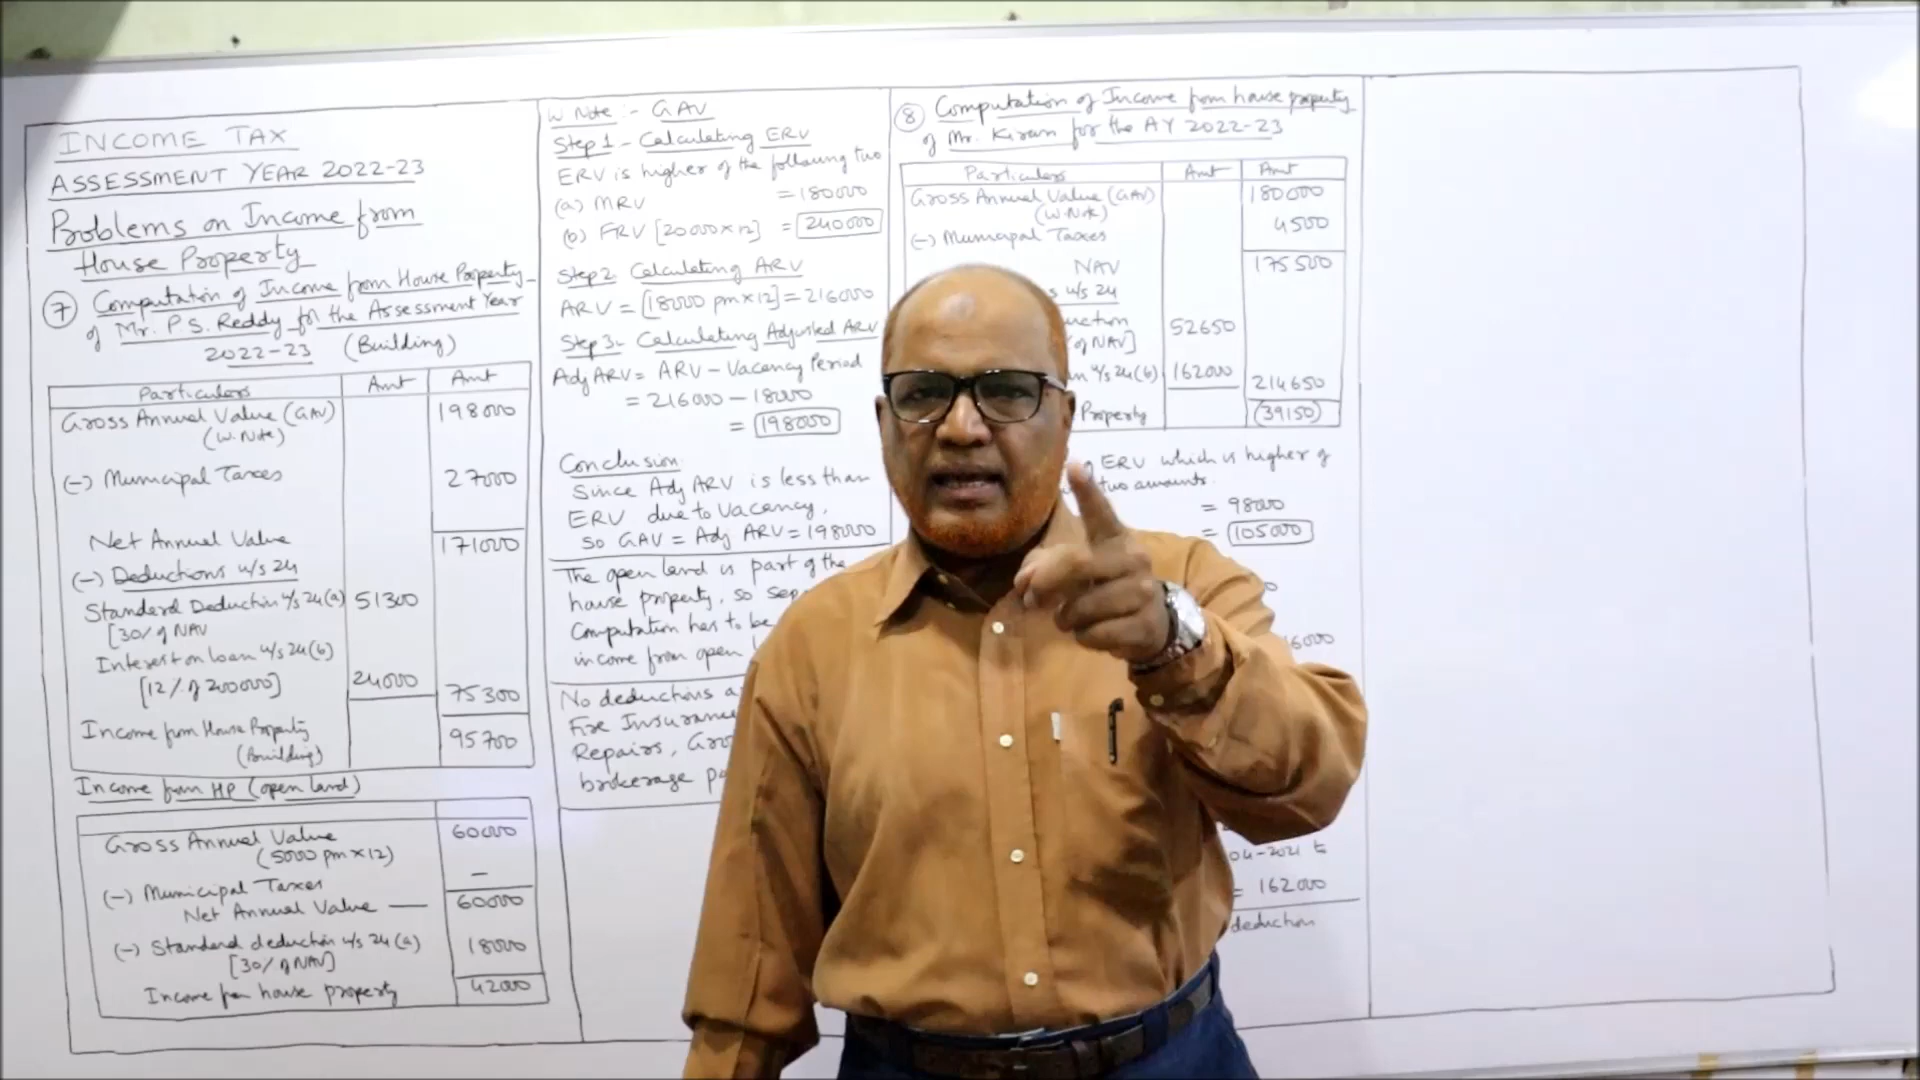 INCOME TAX
ASSESSMENT YEAR 2022-23
Problems on Income from
House Property
7 Computation of Income from House Property
of Mr. P S. Reddy for the Assessment Year
2022-23 (Building)
Particulars Amt Amt
Gross Annual Value (GAV) 198000
(W.Note)
(-) Municipal Taxes 27000
Net Annual Value 171000
(-) Deductions u/s 24
Standard Deduction u/s 24(a) 51300
[30% of NAV
Interest on loan u/s 24(b)
[12% of 200000] 24000 75300
Income from House Property 95700
(Building)
Income from HP (open land)
Gross Annual Value 60000
(5000 pm x 12)
(-) Municipal Taxes —
Net Annual Value — 60000
(-) Standard deduction u/s 24(a) 18000
[30% of NAV]
Income from house property 42000
W Note :- GAV
Step 1 - Calculating ERV
ERV is higher of the following two
(a) MRV = 180000
(b) FRV [20000 x 12] = 240000
Step 2 Calculating ARV
ARV = [18000 pm x 12] = 216000
Step 3 - Calculating Adjusted ARV
Adj ARV = ARV - Vacancy Period
= 216000 - 18000
= 198000
Conclusion
Since Adj ARV is less than
ERV due to Vacancy,
so GAV = Adj ARV = 198000
The open land is part of the
house property, so
Computation has to be
income from open
No deductions
Fire Insurance
Repairs,
brokerage
8 Computation of Income from house property
of Mr. Kiran for the AY 2022-23
Particulars Amt Amt
Gross Annual Value (GAV) 180000
(W.Note)
(-) Municipal Taxes 4500
NAV 175500
u/s 24
52650
of NAV]
u/s 24(b) 162000 214650
Property (39150)
ERV which is higher of
two amounts.
= 98000
= 105000
04-2021 to
= 162000
deduction